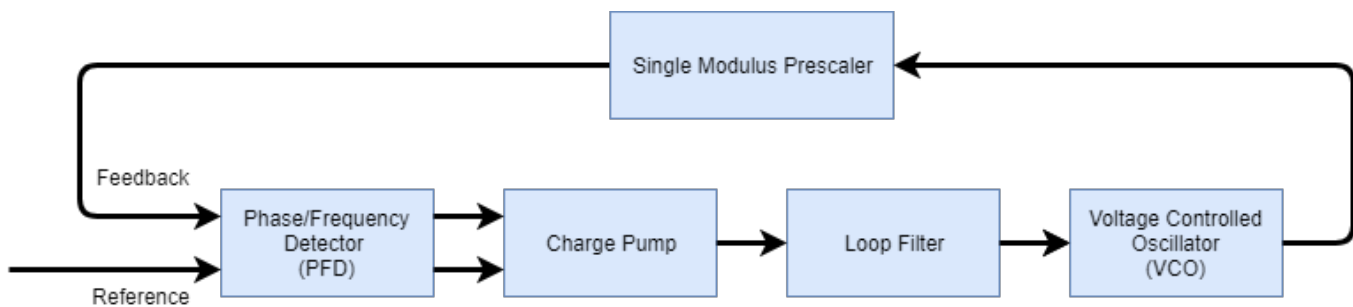 Single Modulus Prescaler
Feedback
Phase/Frequency
Detector
(PFD)
Charge Pump
Loop Filter
Voltage Controlled
Oscillator
(VCO)
Reference